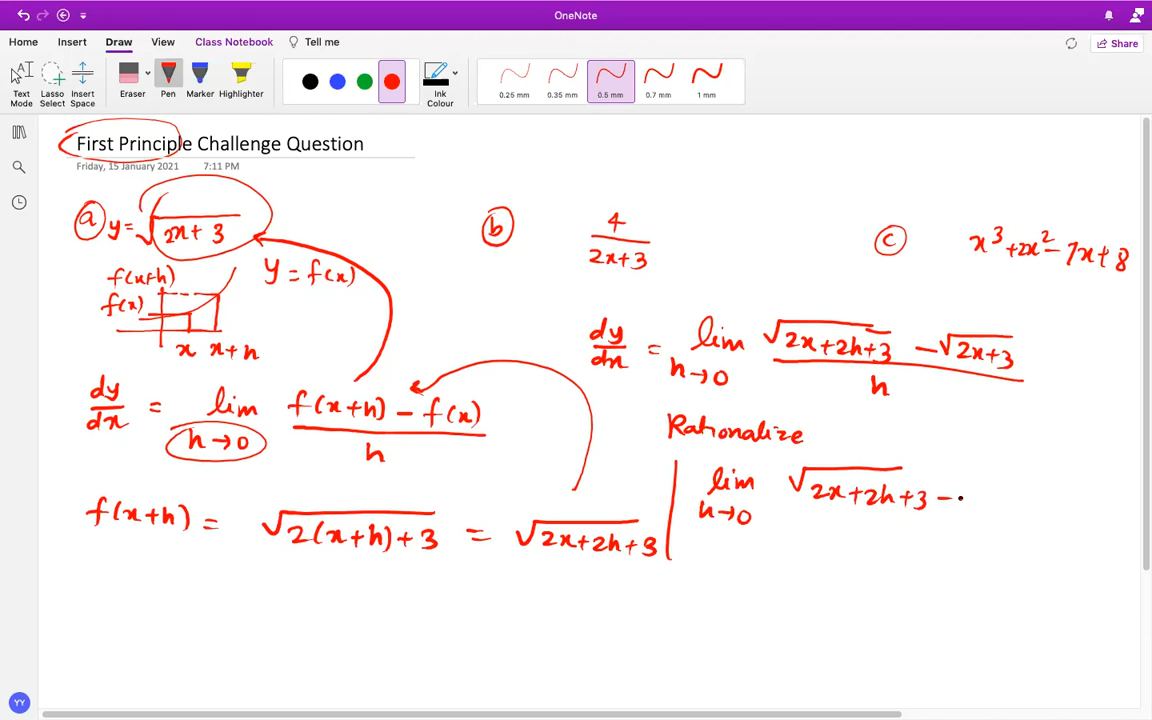 OneNote
Home Insert Draw View Class Notebook Tell me Share
Text Mode Lasso Select Insert Space Eraser Pen Marker Highlighter Ink Colour 0.25 mm 0.35 mm 0.5 mm 0.7 mm 1 mm
First Principle Challenge Question
Friday, 15 January 2021 7:11 PM
(a) y = √(2x + 3)
f(x+h)
f(x)
x x+h
y = f(x)
(b) 4/(2x+3)
(c) x³+2x²-7x+8
dy/dx = lim h→0 (f(x+h) - f(x))/h
f(x+h) = √(2(x+h)+3) = √(2x+2h+3)
dy/dx = lim h→0 (√(2x+2h+3) - √(2x+3))/h
Rationalize
lim h→0 √(2x+2h+3) -
YY